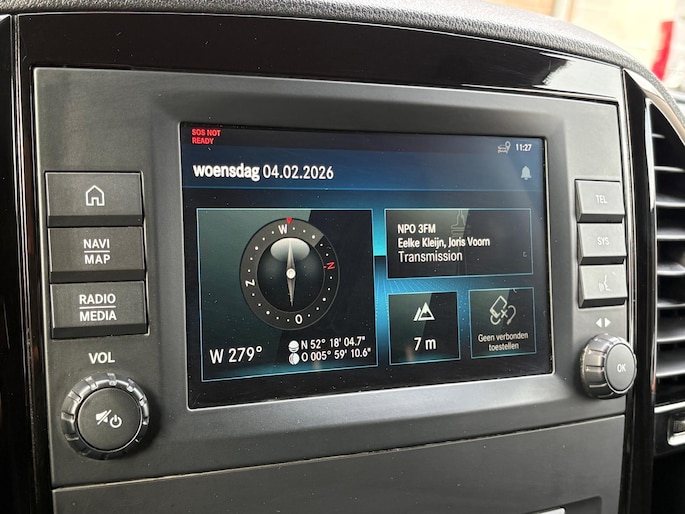 SOS NOT
READY
11:27
woensdag 04.02.2026
NAVI
MAP
RADIO
MEDIA
VOL
W
N
O
Z
W 279°
N 52° 18' 04.7"
O 005° 59' 10.6"
NPO 3FM
Eelke Kleijn, Joris Voorn
Transmission
7 m
Geen verbonden
toestellen
TEL
SYS
OK